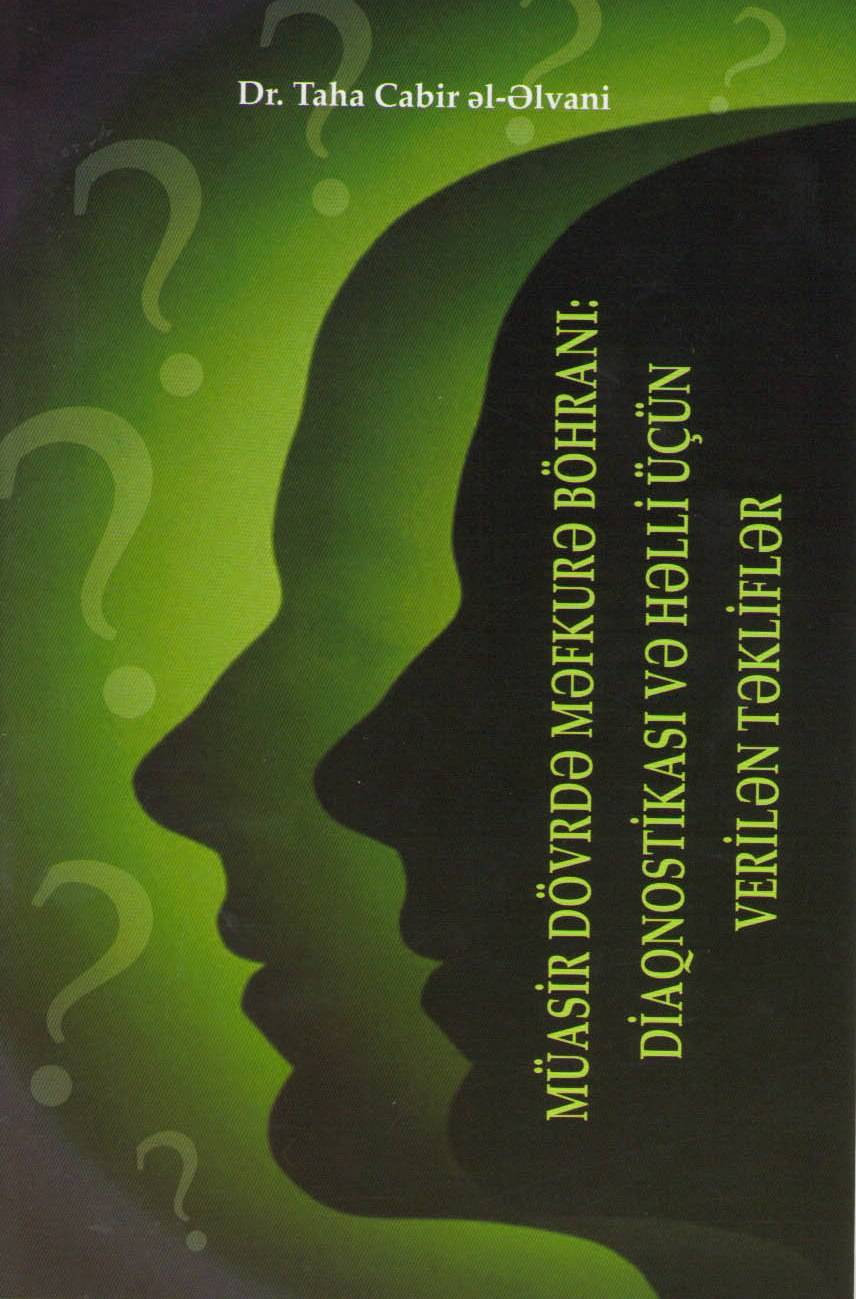 Dr. Taha Cabir əl-Əlvani
MÜASİR DÖVRDƏ MƏFKURƏ BÖHRANI:
DİAQNOSTİKASI VƏ HƏLLİ ÜÇÜN
VERİLƏN TƏKLİFLƏR